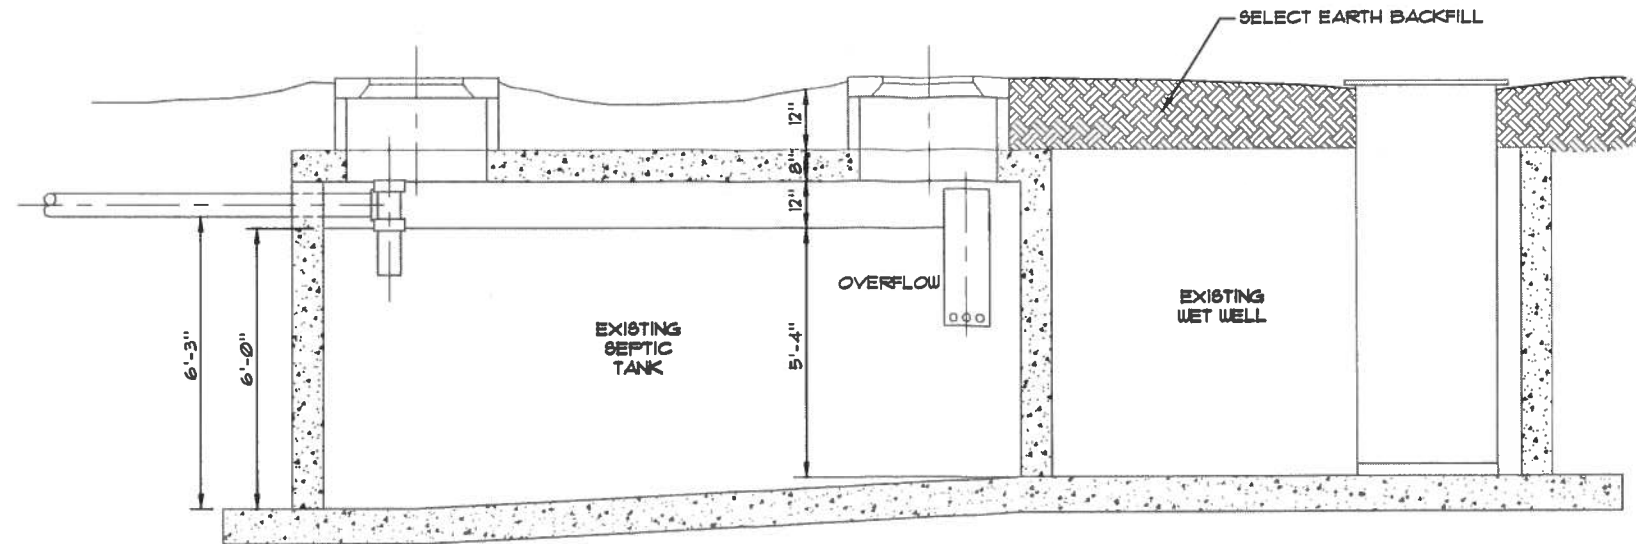 SELECT EARTH BACKFILL
12"
8"
12"
OVERFLOW
EXISTING
WET WELL
EXISTING
SEPTIC
TANK
6'-3"
6'-0"
5'-4"